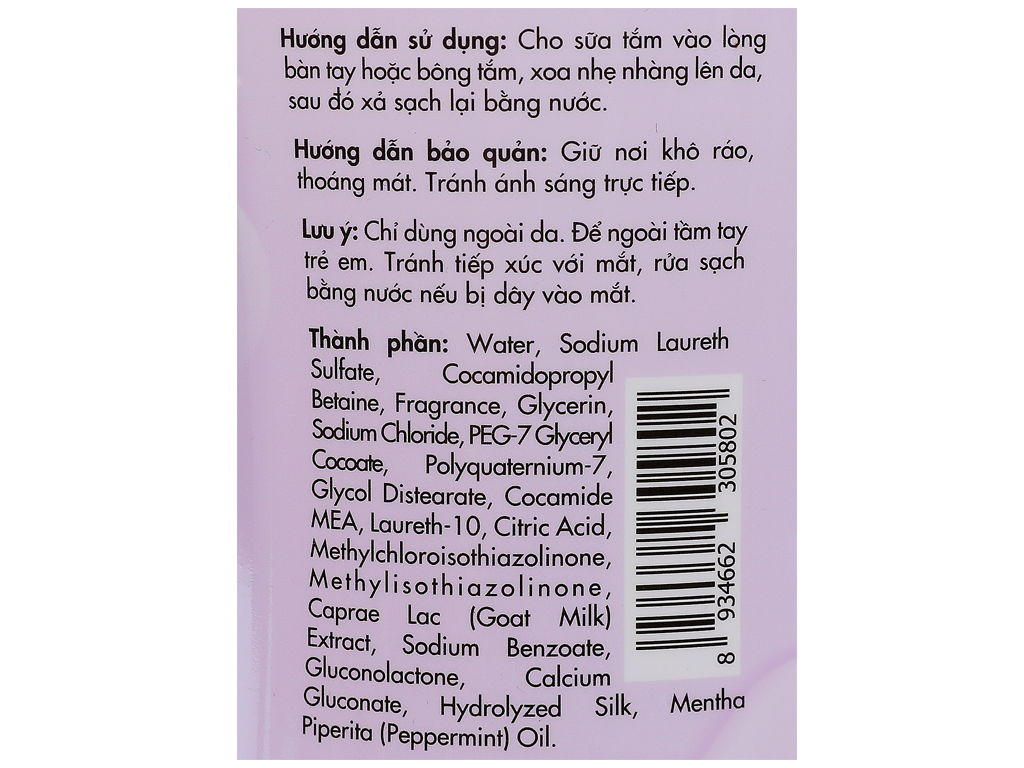 Hướng dẫn sử dụng: Cho sữa tắm vào lòng
bàn tay hoặc bông tắm, xoa nhẹ nhàng lên da,
sau đó xả sạch lại bằng nước.
Hướng dẫn bảo quản: Giữ nơi khô ráo,
thoáng mát. Tránh ánh sáng trực tiếp.
Lưu ý: Chỉ dùng ngoài da. Để ngoài tầm tay
trẻ em. Tránh tiếp xúc với mắt, rửa sạch
bằng nước nếu bị dây vào mắt.
Thành phần: Water, Sodium Laureth
Sulfate, Cocamidopropyl
Betaine, Fragrance, Glycerin,
Sodium Chloride, PEG-7 Glyceryl
Cocoate, Polyquaternium-7,
Glycol Distearate, Cocamide
MEA, Laureth-10, Citric Acid,
Methylchloroisothiazolinone,
Methylisothiazolinone,
Caprae Lac (Goat Milk)
Extract, Sodium Benzoate,
Gluconolactone, Calcium
Gluconate, Hydrolyzed Silk, Mentha
Piperita (Peppermint) Oil.
8 934662 305802